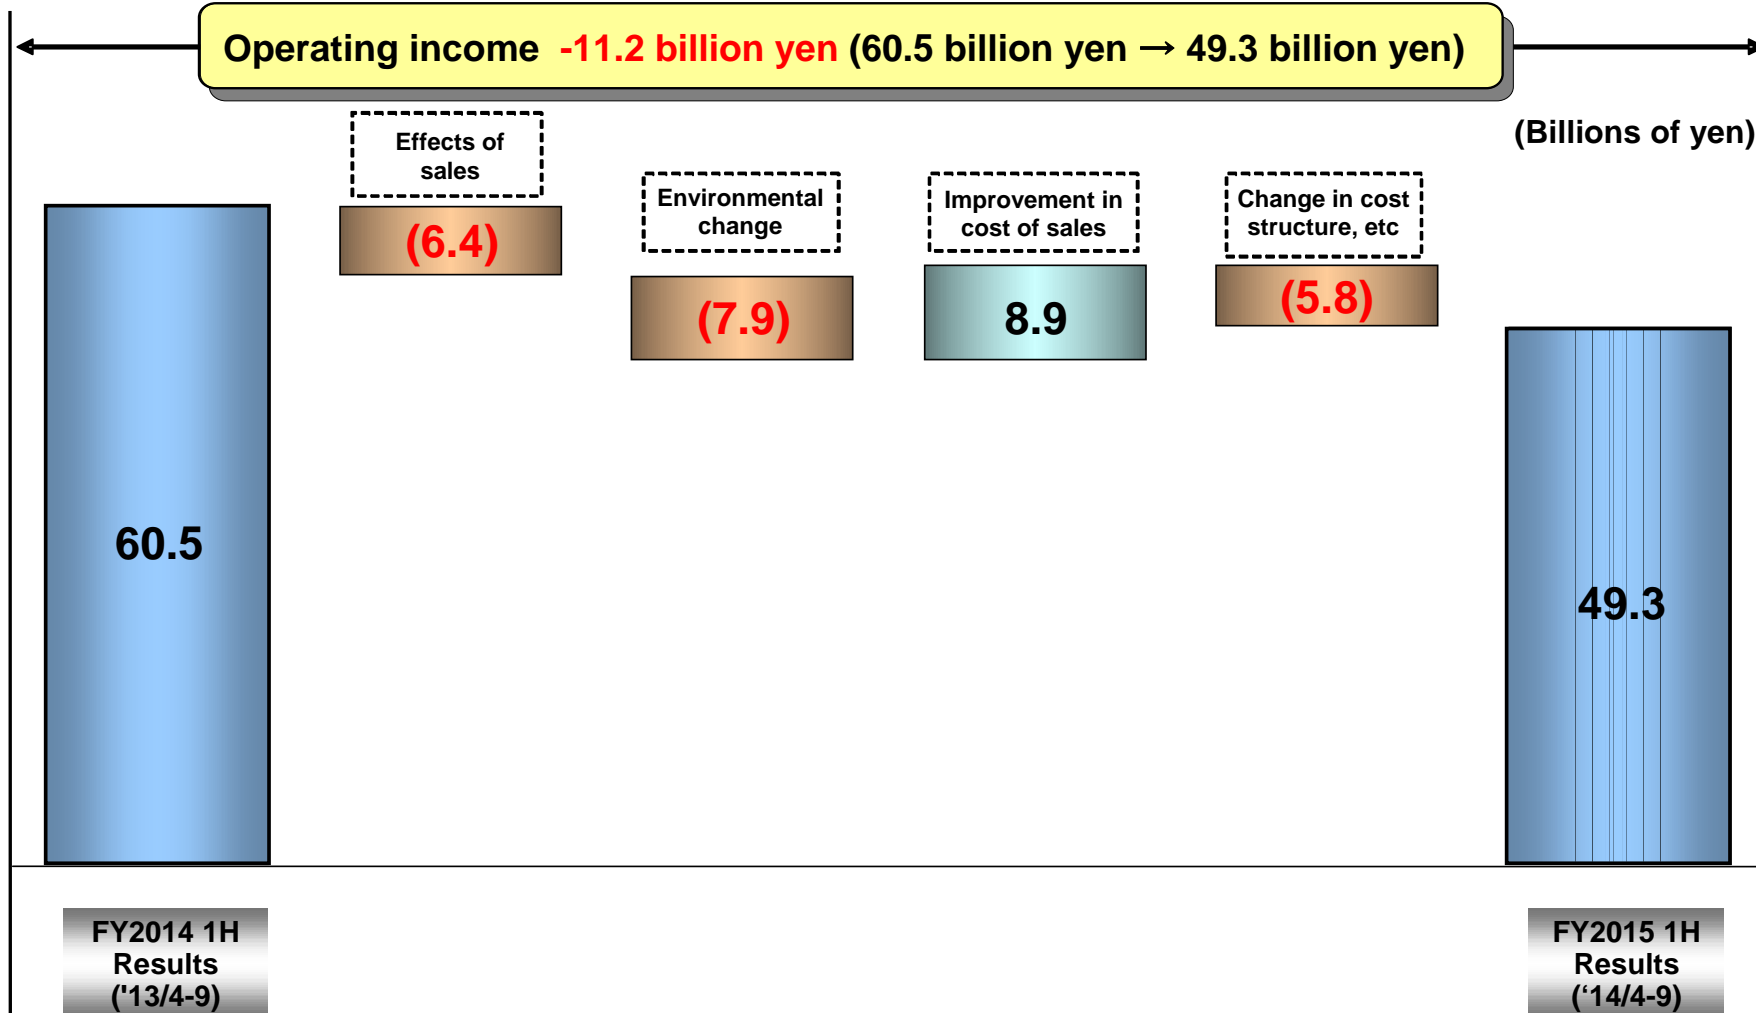 Operating income -11.2 billion yen (60.5 billion yen → 49.3 billion yen)
(Billions of yen)
Effects of
sales
Environmental
change
Improvement in
cost of sales
Change in cost
structure, etc
(6.4)
(7.9)
8.9
(5.8)
60.5
49.3
FY2014 1H
Results
('13/4-9)
FY2015 1H
Results
(‘14/4-9)